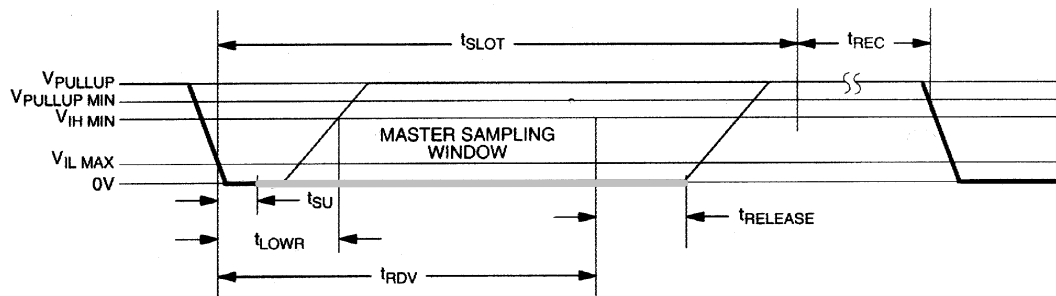 tSLOT
tREC
VPULLUP
VPULLUP MIN
VIH MIN
MASTER SAMPLING
WINDOW
VIL MAX
0V
tSU
tRELEASE
tLOWR
tRDV